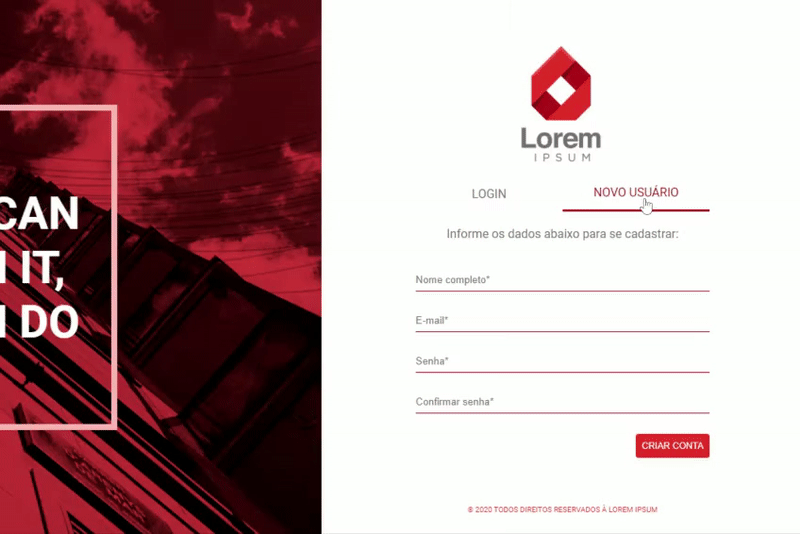 CAN
IT,
DO
Lorem
IPSUM
LOGIN
NOVO USUÁRIO
Informe os dados abaixo para se cadastrar:
Nome completo*
E-mail*
Senha*
Confirmar senha*
CRIAR CONTA
© 2020 TODOS DIREITOS RESERVADOS À LOREM IPSUM